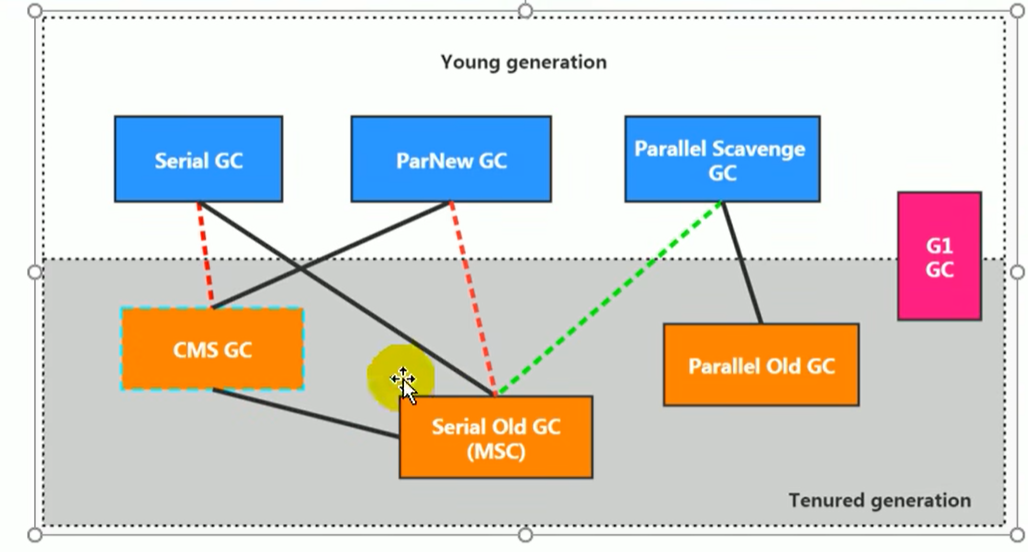 Young generation
Serial GC
ParNew GC
Parallel Scavenge
GC
G1
GC
CMS GC
Parallel Old GC
Serial Old GC
(MSC)
Tenured generation